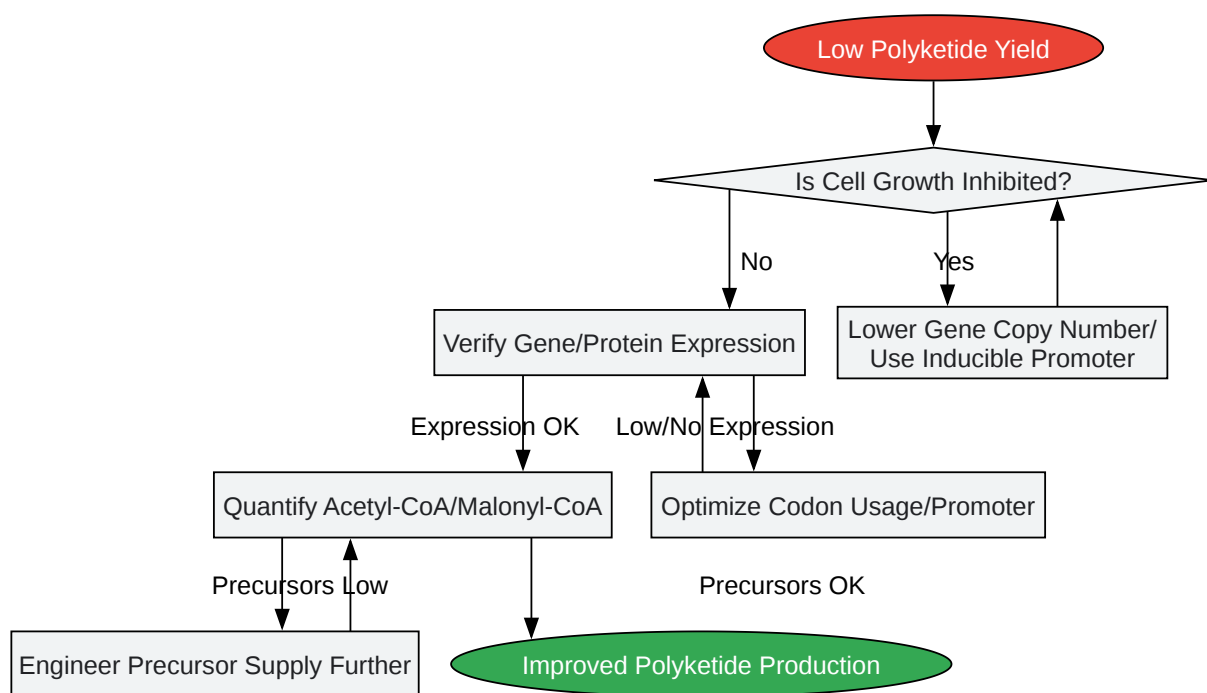 Low Polyketide Yield
Is Cell Growth Inhibited?
No
Yes
Verify Gene/Protein Expression
Lower Gene Copy Number/
Use Inducible Promoter
Expression OK
Low/No Expression
Quantify Acetyl-CoA/Malonyl-CoA
Optimize Codon Usage/Promoter
Precursors Low
Precursors OK
Engineer Precursor Supply Further
Improved Polyketide Production